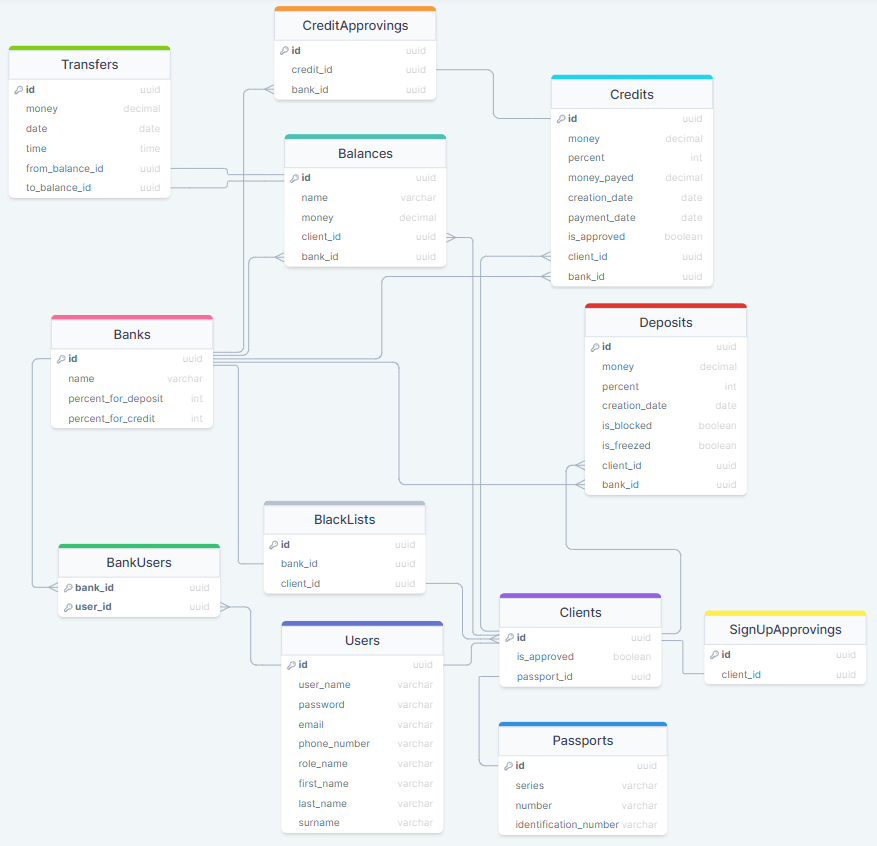 CreditApprovings
id uuid
credit_id uuid
bank_id uuid
Transfers
id uuid
money decimal
date date
time time
from_balance_id uuid
to_balance_id uuid
Credits
id uuid
money decimal
percent int
money_payed decimal
creation_date date
payment_date date
is_approved boolean
client_id uuid
bank_id uuid
Balances
id uuid
name varchar
money decimal
client_id uuid
bank_id uuid
Banks
id uuid
name varchar
percent_for_deposit int
percent_for_credit int
Deposits
id uuid
money decimal
percent int
creation_date date
is_blocked boolean
is_freezed boolean
client_id uuid
bank_id uuid
BlackLists
id uuid
bank_id uuid
client_id uuid
BankUsers
bank_id uuid
user_id uuid
Clients
id uuid
is_approved boolean
passport_id uuid
SignUpApprovings
id uuid
client_id uuid
Users
id uuid
user_name varchar
password varchar
email varchar
phone_number varchar
role_name varchar
first_name varchar
last_name varchar
surname varchar
Passports
id uuid
series varchar
number varchar
identification_number varchar